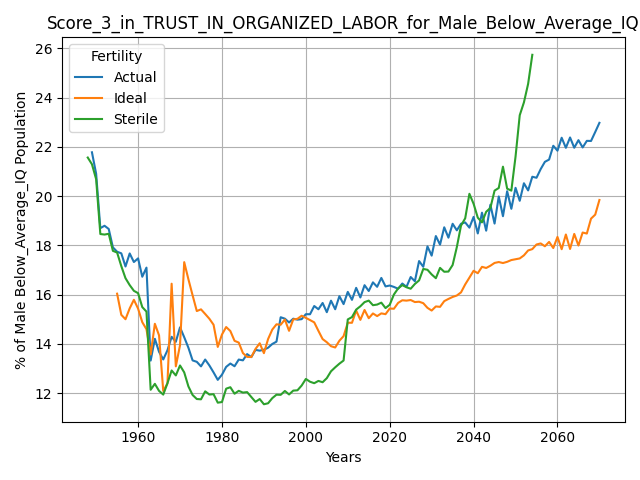 Score_3_in_TRUST_IN_ORGANIZED_LABOR_for_Male_Below_Average_IQ
% of Male Below_Average_IQ Population
26
24
22
20
18
16
14
12
Fertility
Actual
Ideal
Sterile
1960 1980 2000 2020 2040 2060
Years